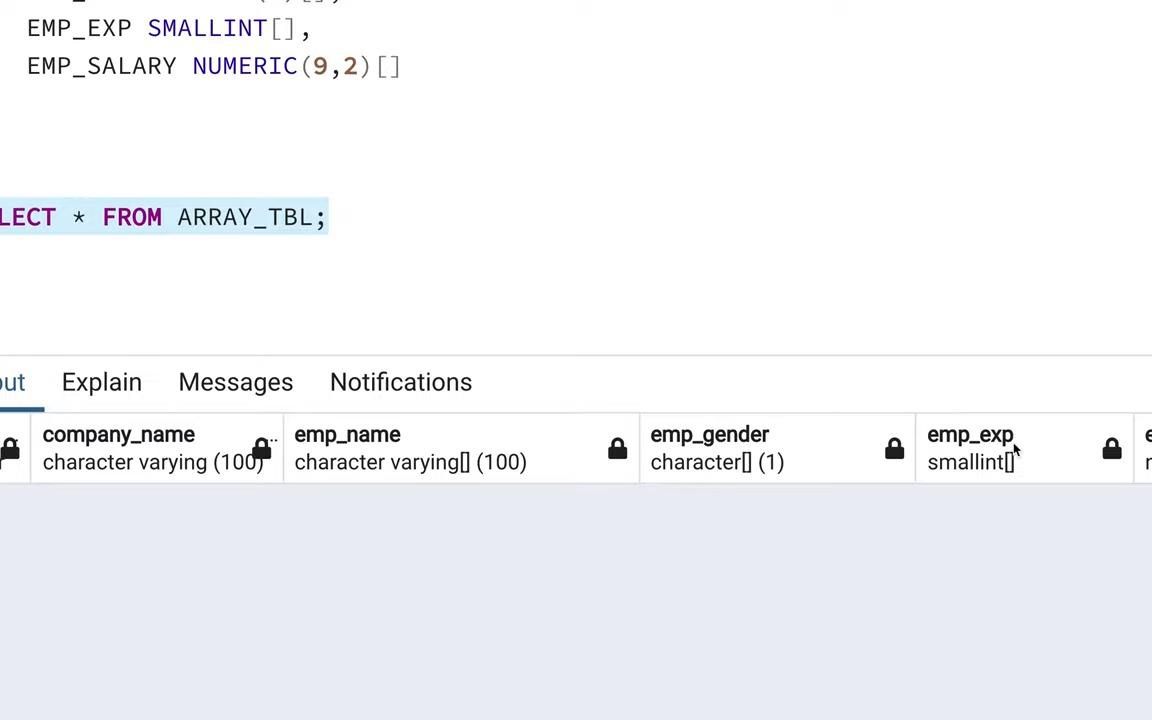 EMP_EXP SMALLINT[],
EMP_SALARY NUMERIC(9,2)[]
LECT * FROM ARRAY_TBL;
out Explain Messages Notifications
company_name emp_name emp_gender emp_exp
character varying (100) character varying[] (100) character[] (1) smallint[]